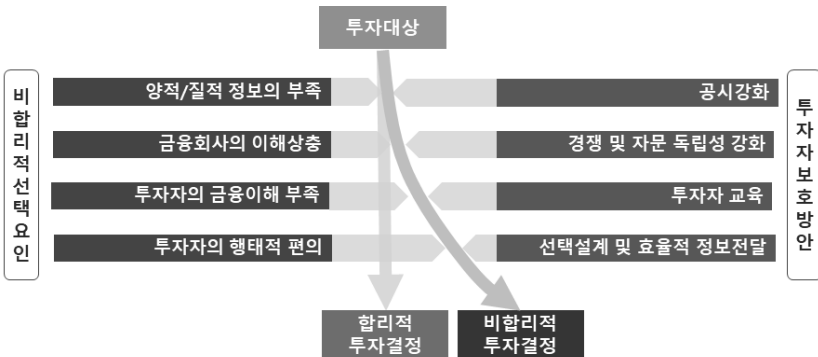 투자대상
비합리적선택요인
양적/질적 정보의 부족
공시강화
금융회사의 이해상충
경쟁 및 자문 독립성 강화
투자자의 금융이해 부족
투자자 교육
투자자의 행태적 편의
선택설계 및 효율적 정보전달
투자자보호방안
합리적
투자결정
비합리적
투자결정